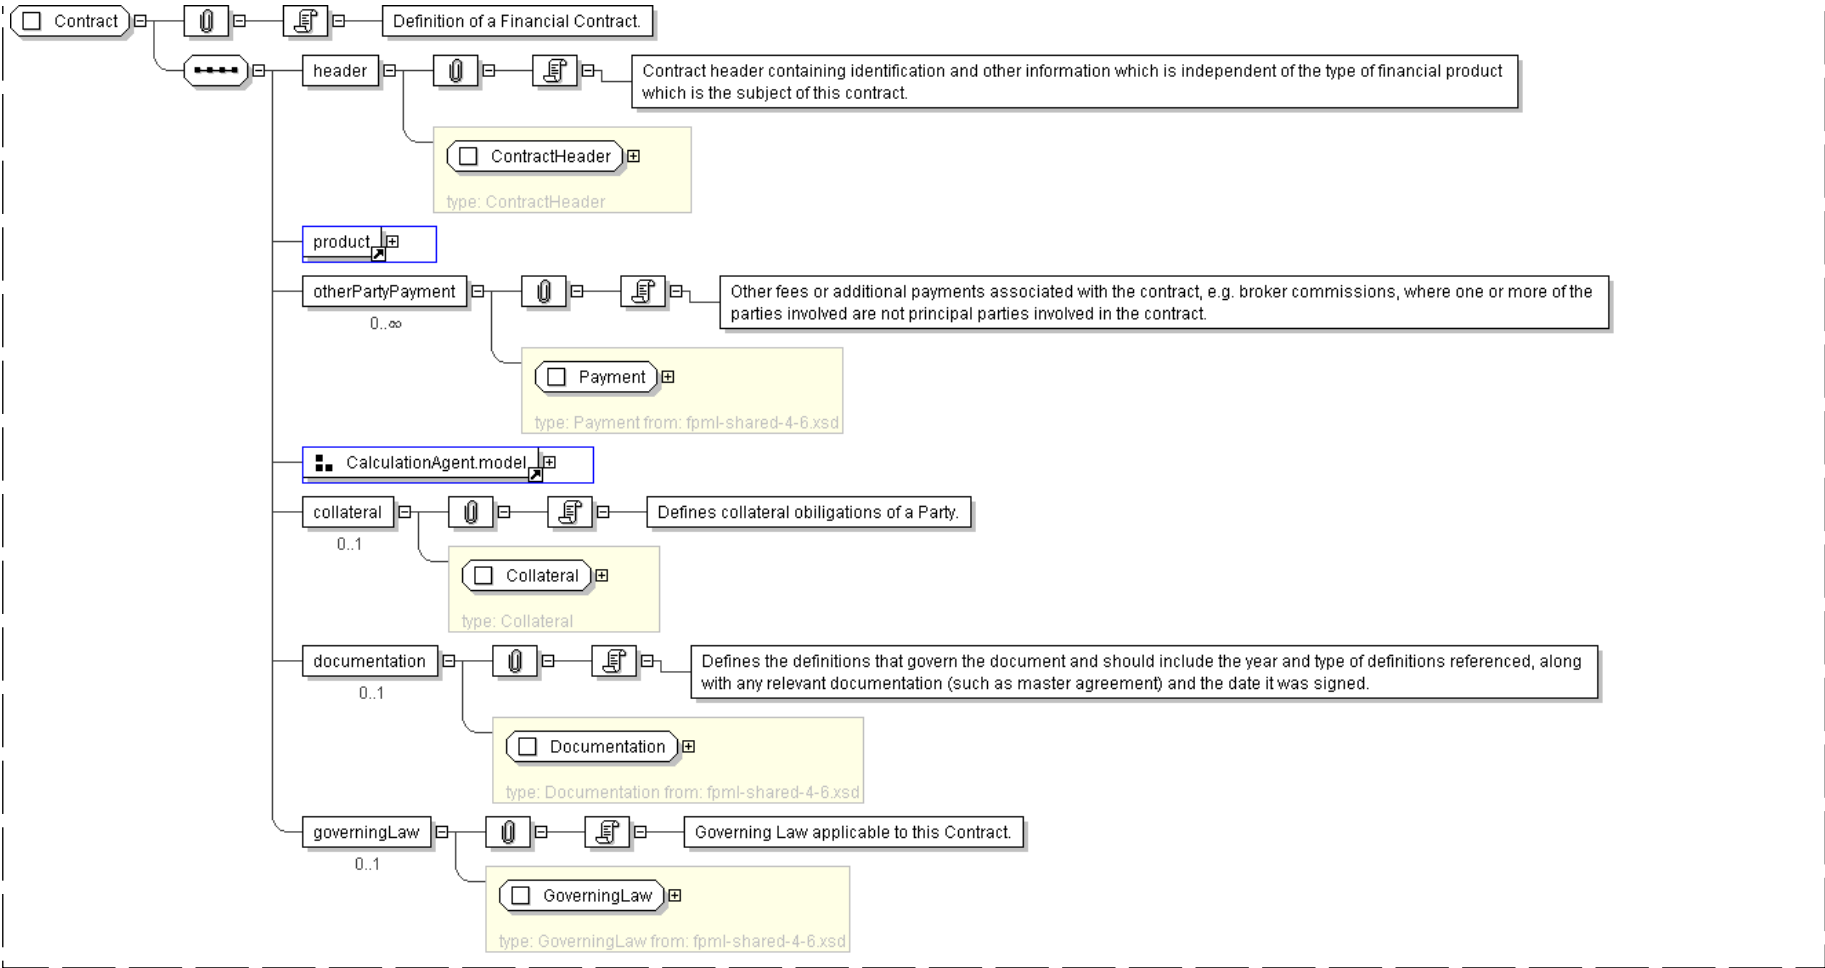 Contract
Definition of a Financial Contract.
header
Contract header containing identification and other information which is independent of the type of financial product
which is the subject of this contract.
ContractHeader
type: ContractHeader
product
otherPartyPayment
0..∞
Other fees or additional payments associated with the contract, e.g. broker commissions, where one or more of the
parties involved are not principal parties involved in the contract.
Payment
type: Payment from: fpml-shared-4-6.xsd
CalculationAgent.model
collateral
0..1
Defines collateral obiligations of a Party.
Collateral
type: Collateral
documentation
0..1
Defines the definitions that govern the document and should include the year and type of definitions referenced, along
with any relevant documentation (such as master agreement) and the date it was signed.
Documentation
type: Documentation from: fpml-shared-4-6.xsd
governingLaw
0..1
Governing Law applicable to this Contract.
GoverningLaw
type: GoverningLaw from: fpml-shared-4-6.xsd